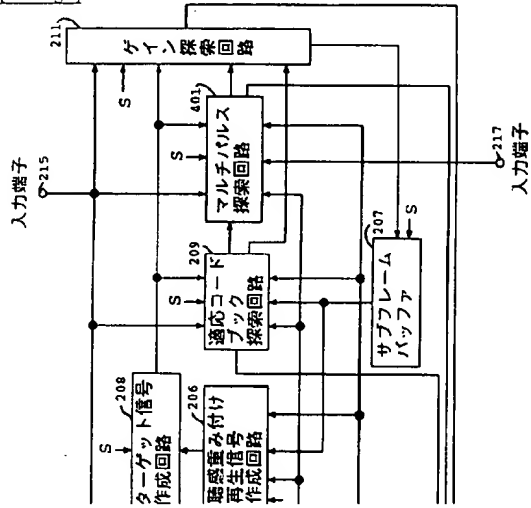 211
ゲイン探索回路
S
401
マルチパルス
探索回路
S
入力端子
215
217
入力端子
209
適応コード
ブック
探索回路
S
207
S
サブフレーム
バッファ
208
S
ターゲット信号
作成回路
206
聴感重み付け
再生信号
作成回路